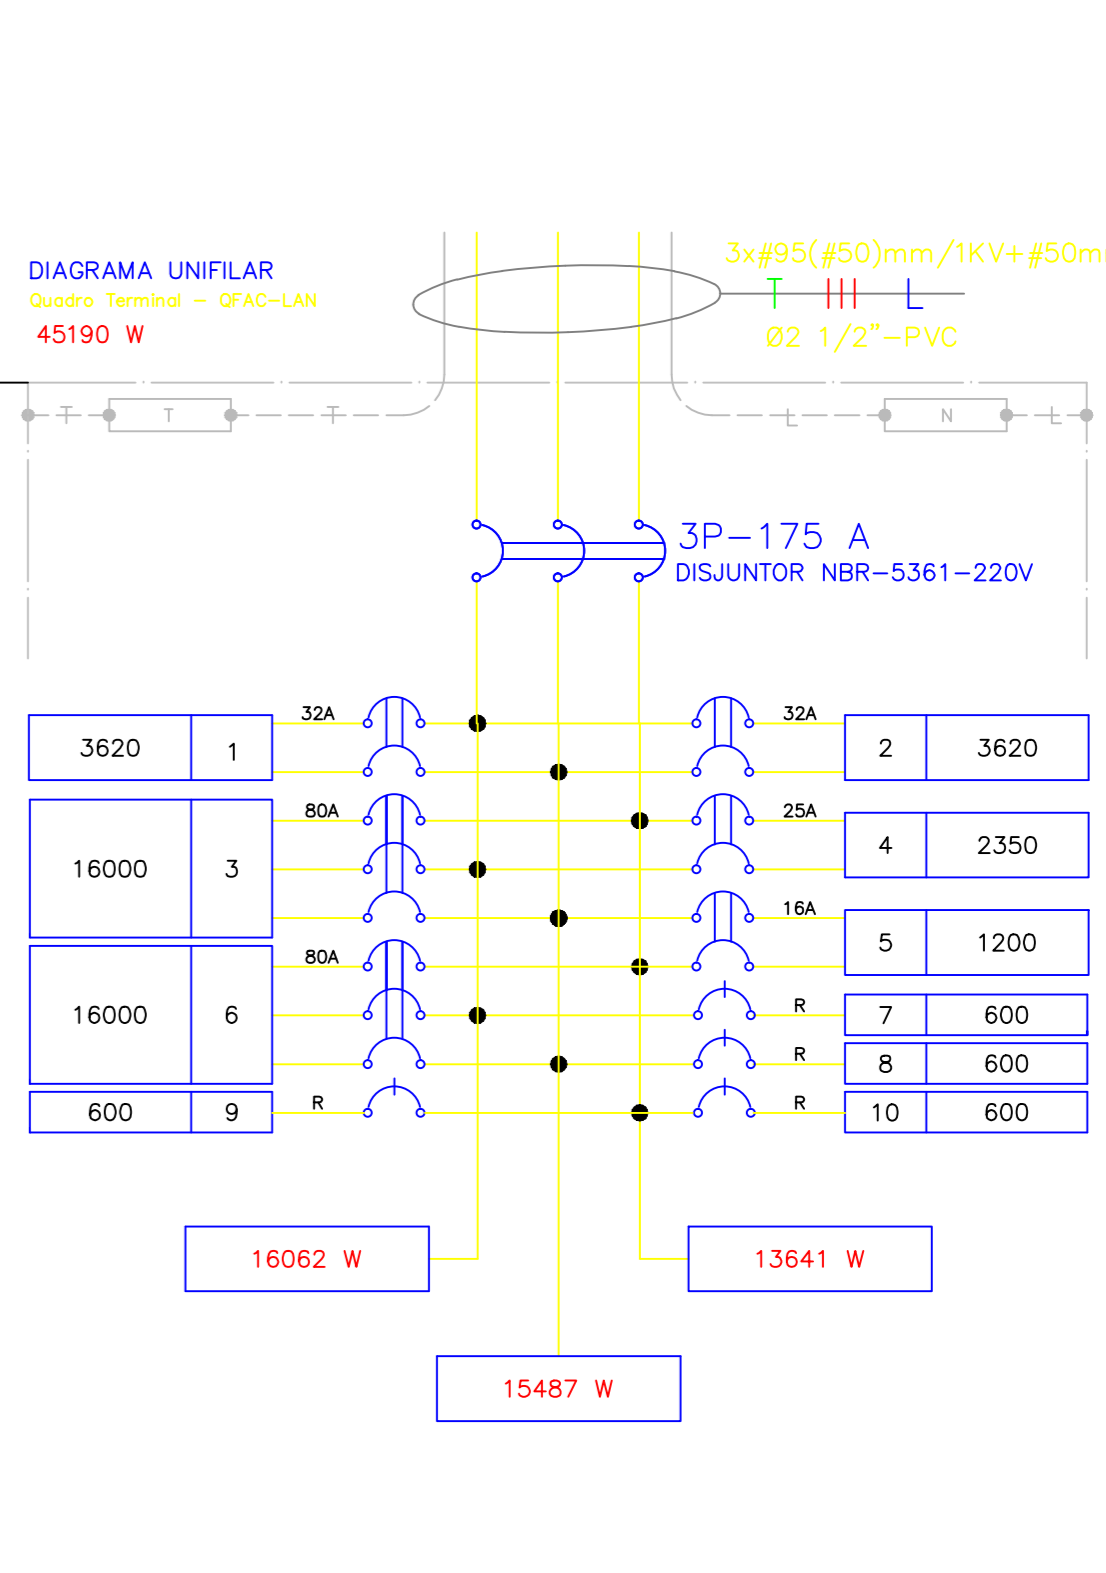 DIAGRAMA UNIFILAR
Quadro Terminal - QFAC-LAN
45190 W
3x#95(#50)mm/1KV+#50m
T
L
Ø2 1/2"-PVC
T
T
T
L
N
L
3P-175 A
DISJUNTOR NBR-5361-220V
3620 1 32A
32A 2 3620
16000 3 80A
25A 4 2350
16A 5 1200
16000 6 80A
R 7 600
R 8 600
600 9 R
R 10 600
16062 W
13641 W
15487 W